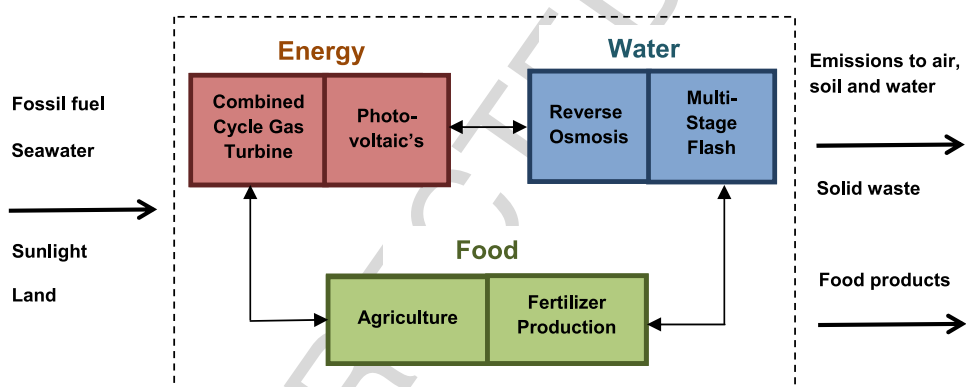 Energy
Water
Combined
Cycle Gas
Turbine
Photo-
voltaic's
Reverse
Osmosis
Multi-
Stage
Flash
Fossil fuel
Seawater
Sunlight
Land
Emissions to air,
soil and water
Solid waste
Food products
Food
Agriculture
Fertilizer
Production